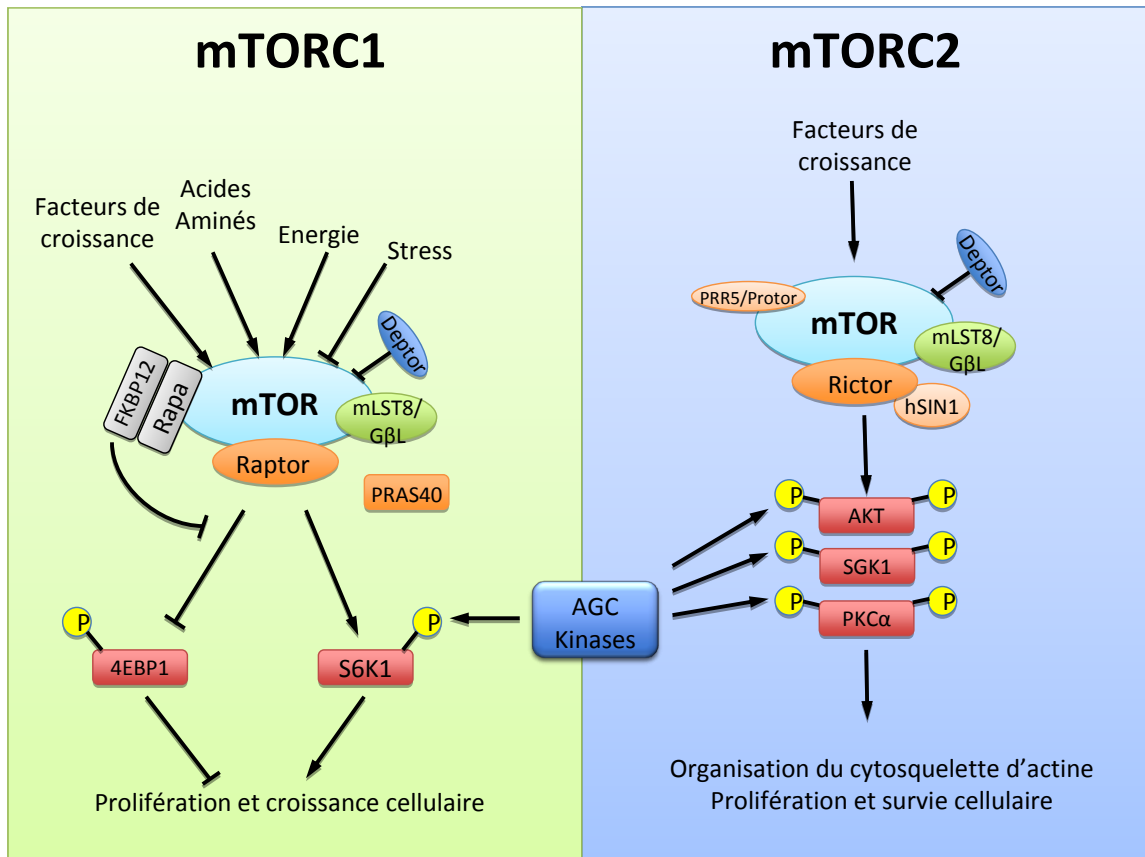 mTORC1
Facteurs de
croissance
Acides
Aminés
Energie
Stress
Deptor
FKBP12
Rapa
mTOR
mLST8/
GβL
Raptor
PRAS40
P
4EBP1
P
S6K1
Prolifération et croissance cellulaire
AGC
Kinases
mTORC2
Facteurs de
croissance
Deptor
PRR5/Protor
mTOR
mLST8/
GβL
Rictor
hSIN1
P
AKT
P
P
SGK1
P
P
PKCα
P
Organisation du cytosquelette d’actine
Prolifération et survie cellulaire